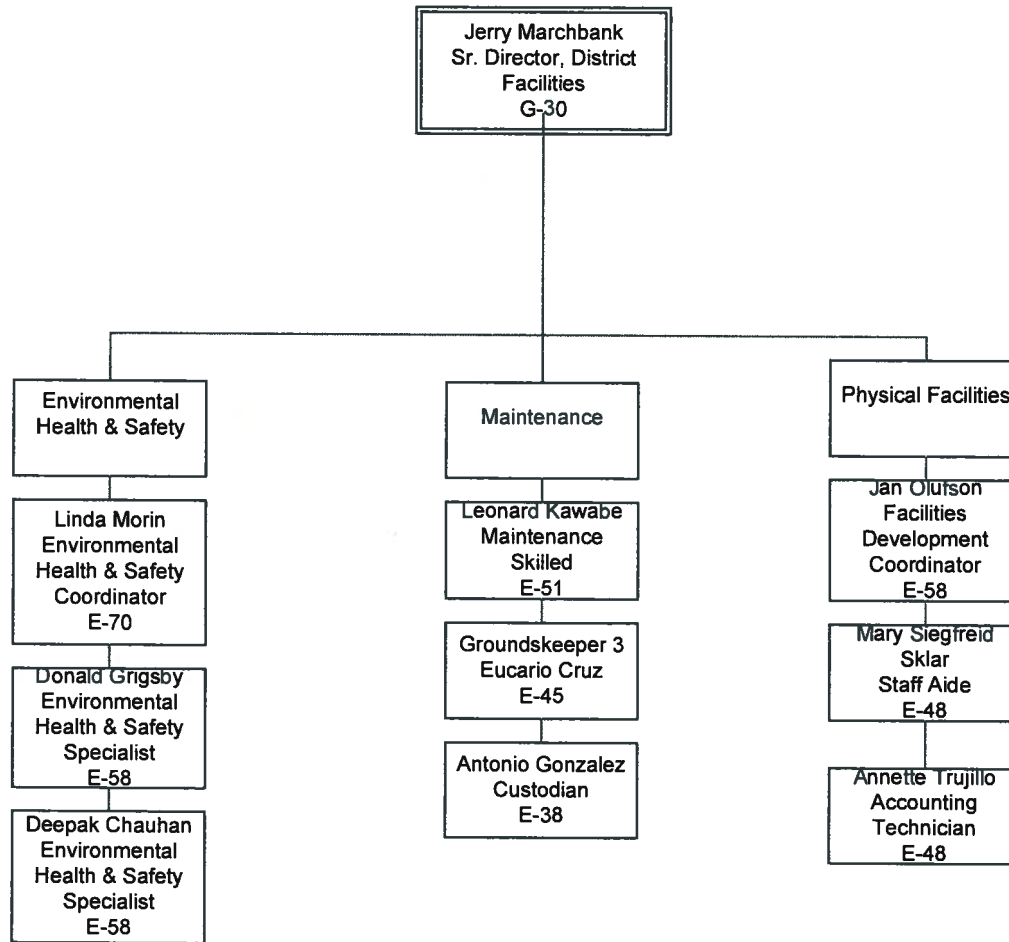 Jerry Marchbank
Sr. Director, District
Facilities
G-30
Environmental
Health & Safety
Linda Morin
Environmental
Health & Safety
Coordinator
E-70
Donald Grigsby
Environmental
Health & Safety
Specialist
E-58
Deepak Chauhan
Environmental
Health & Safety
Specialist
E-58
Maintenance
Leonard Kawabe
Maintenance
Skilled
E-51
Groundskeeper 3
Eucario Cruz
E-45
Antonio Gonzalez
Custodian
E-38
Physical Facilities
Jan Olufson
Facilities
Development
Coordinator
E-58
Mary Siegfreid
Sklar
Staff Aide
E-48
Annette Trujillo
Accounting
Technician
E-48